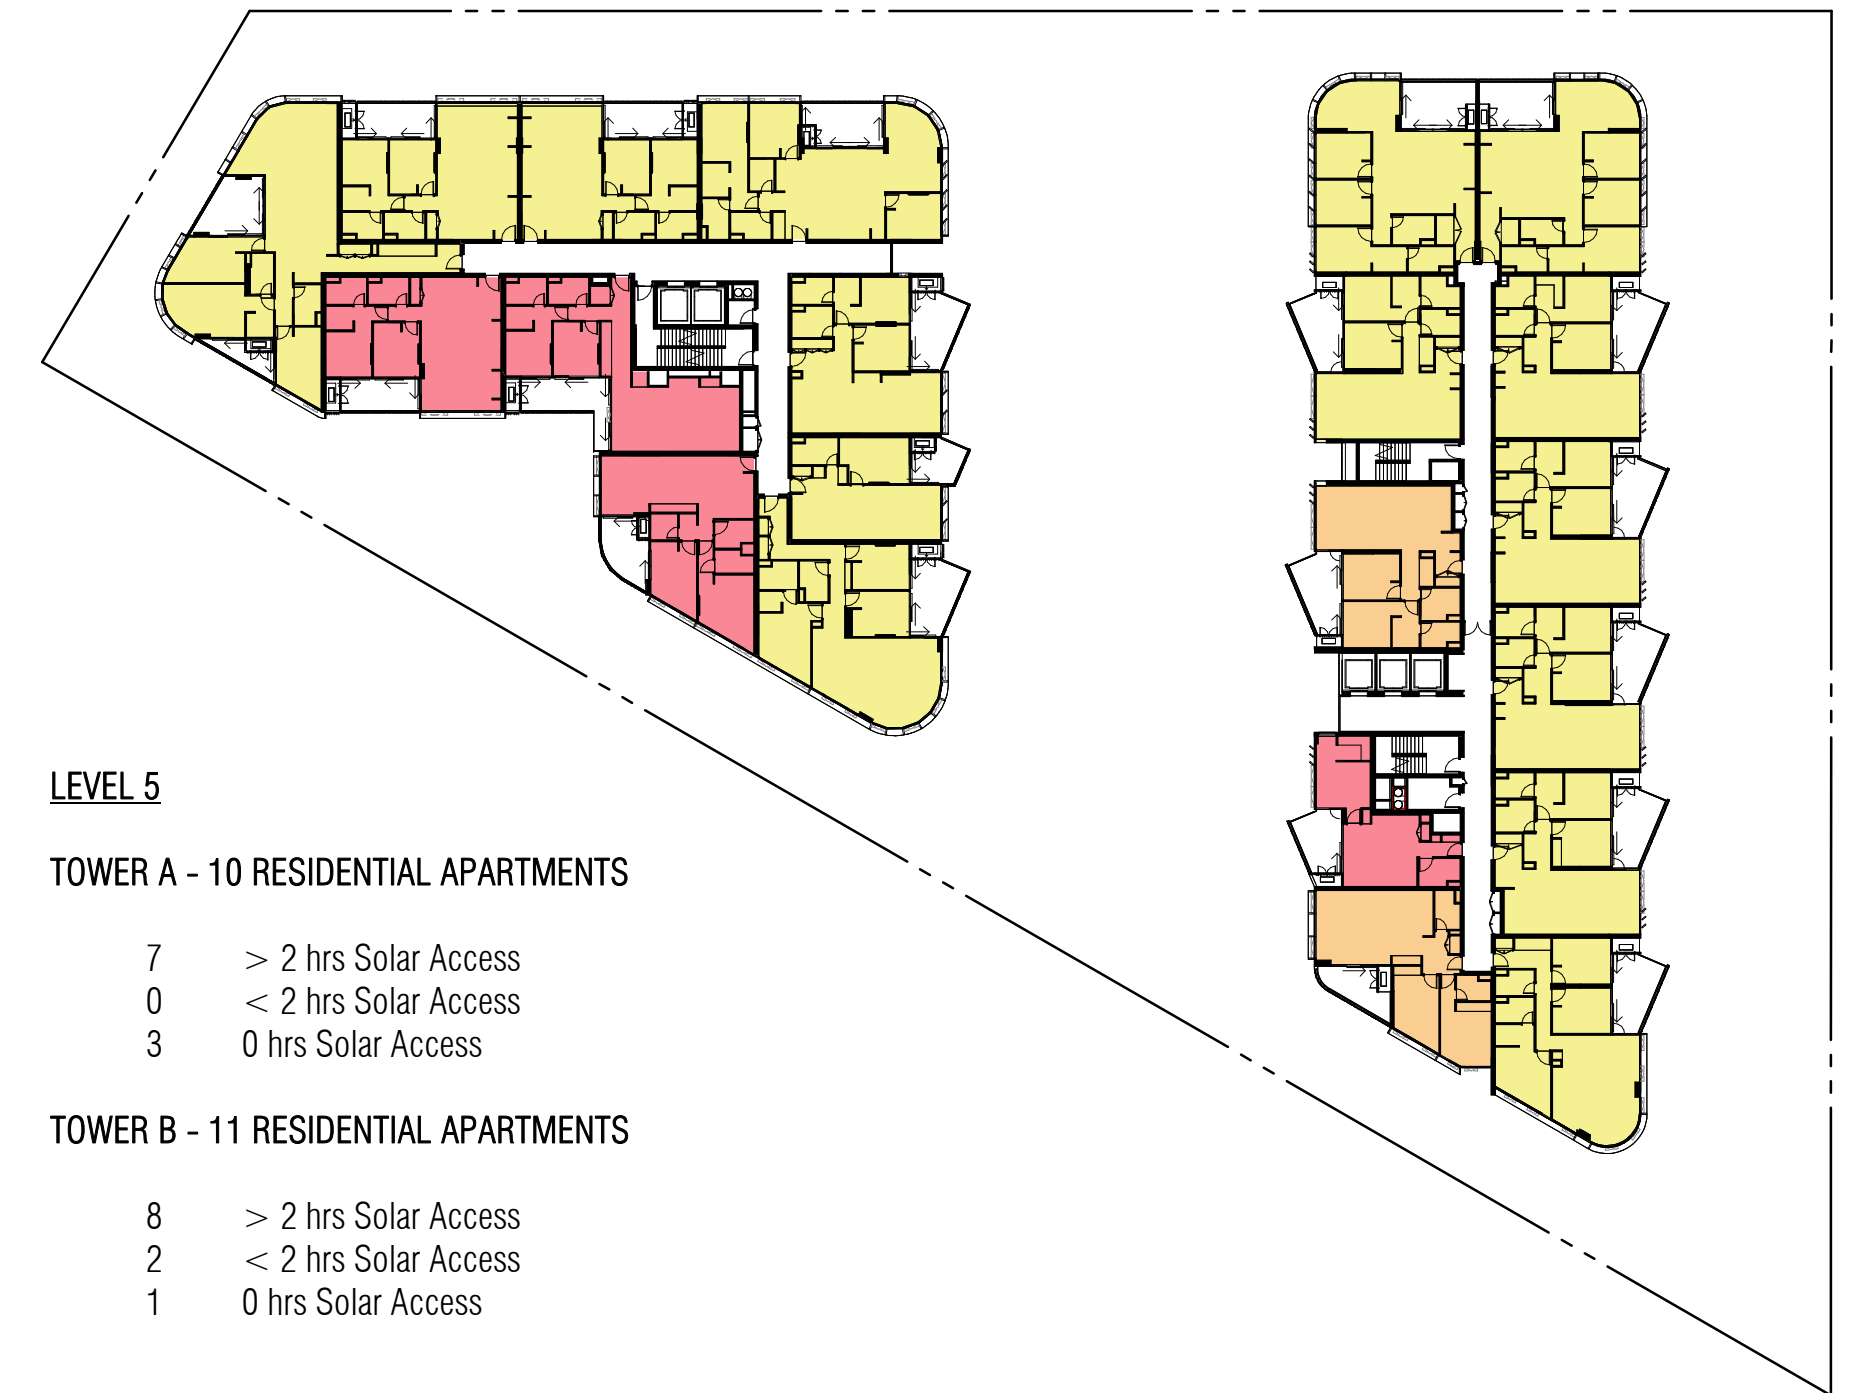 LEVEL 5
TOWER A - 10 RESIDENTIAL APARTMENTS
7 > 2 hrs Solar Access
0 < 2 hrs Solar Access
3 0 hrs Solar Access
TOWER B - 11 RESIDENTIAL APARTMENTS
8 > 2 hrs Solar Access
2 < 2 hrs Solar Access
1 0 hrs Solar Access